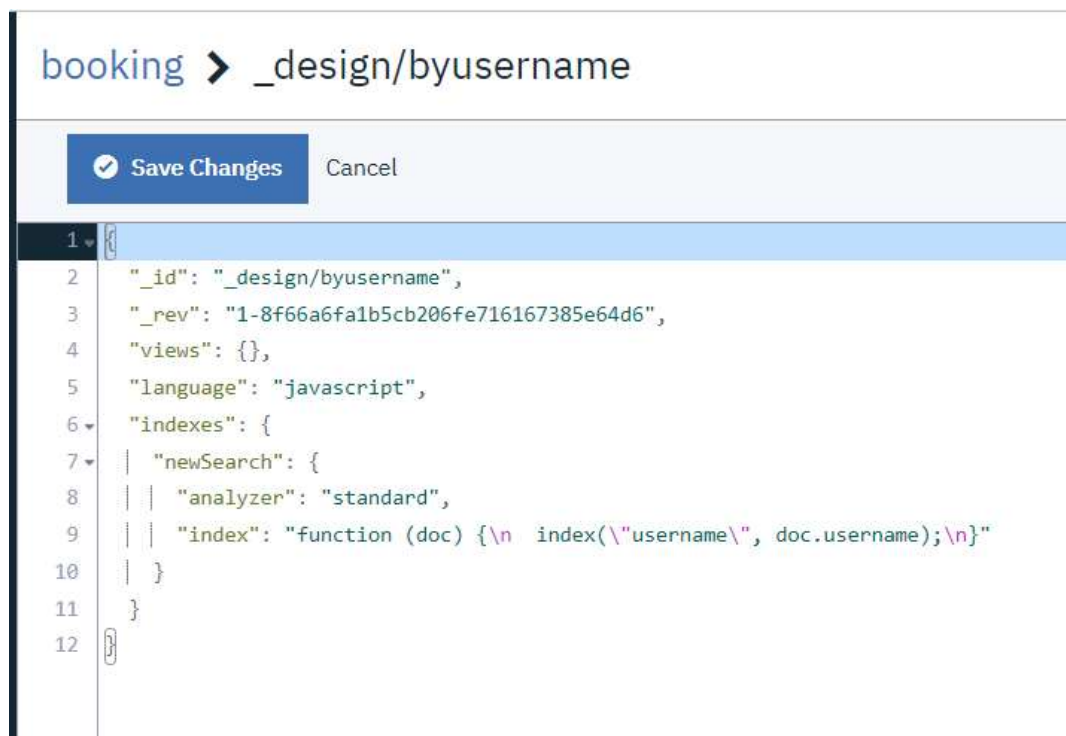 booking > _design/byusername
Save Changes Cancel
1 {
2 "_id": "_design/byusername",
3 "_rev": "1-8f66a6fa1b5cb206fe716167385e64d6",
4 "views": {},
5 "language": "javascript",
6 "indexes": {
7 "newSearch": {
8 "analyzer": "standard",
9 "index": "function (doc) {\n  index(\"username\", doc.username);\n}"
10 }
11 }
12 }